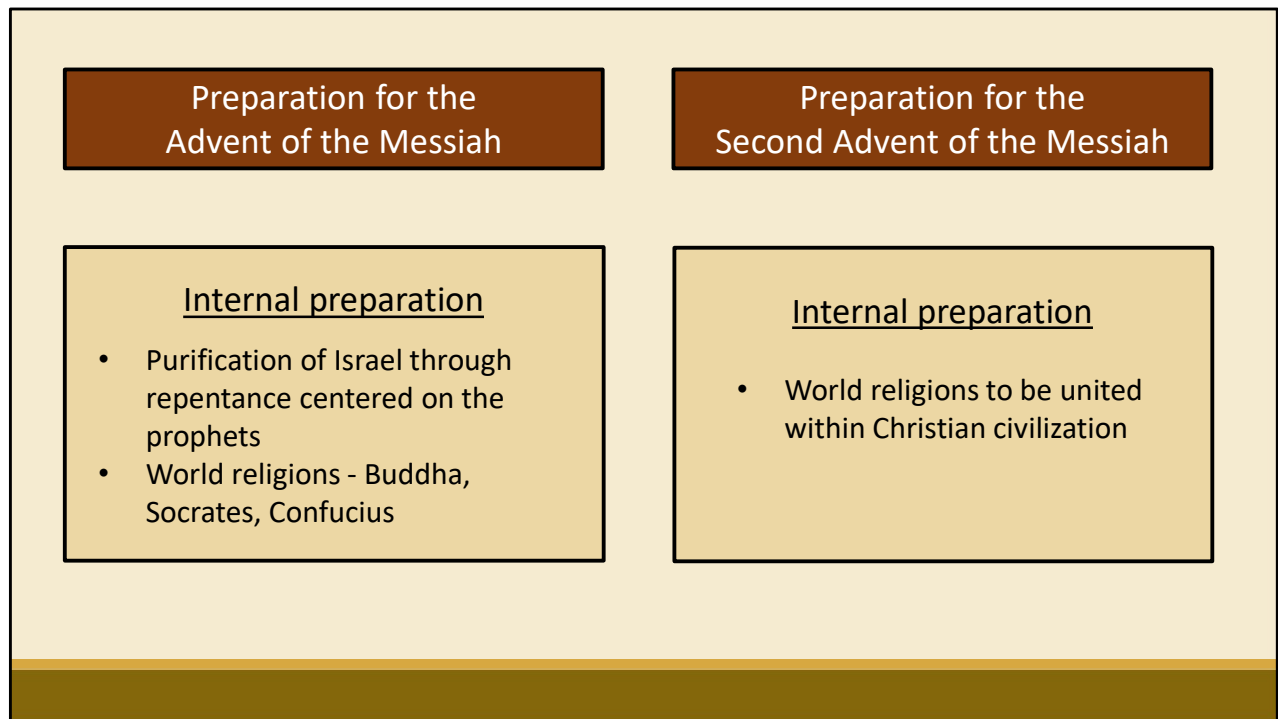 Preparation for the
Advent of the Messiah
Preparation for the
Second Advent of the Messiah
Internal preparation
• Purification of Israel through
repentance centered on the
prophets
• World religions - Buddha,
Socrates, Confucius
Internal preparation
• World religions to be united
within Christian civilization